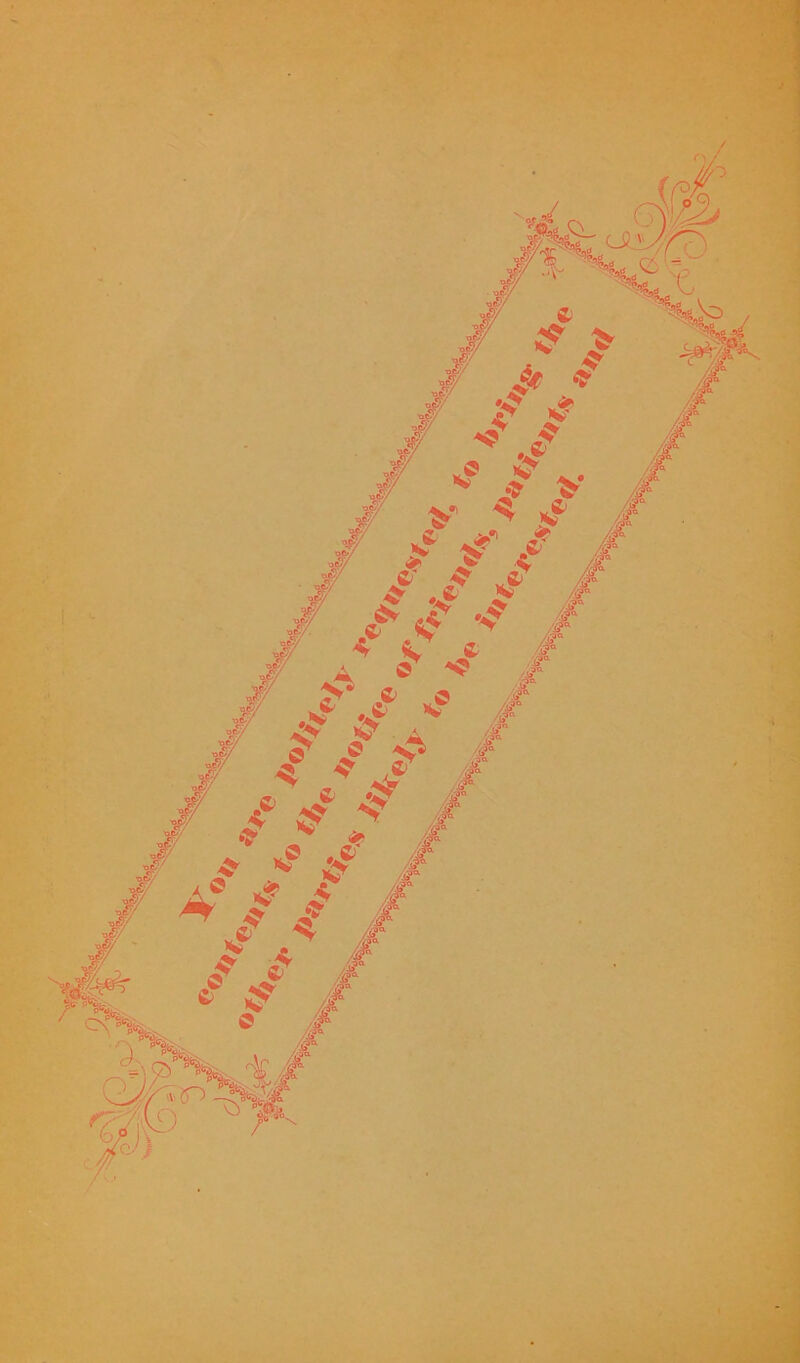 You are politely requested, to bring the
contents to the notice of friends, patients and
other parties likely to be interested.